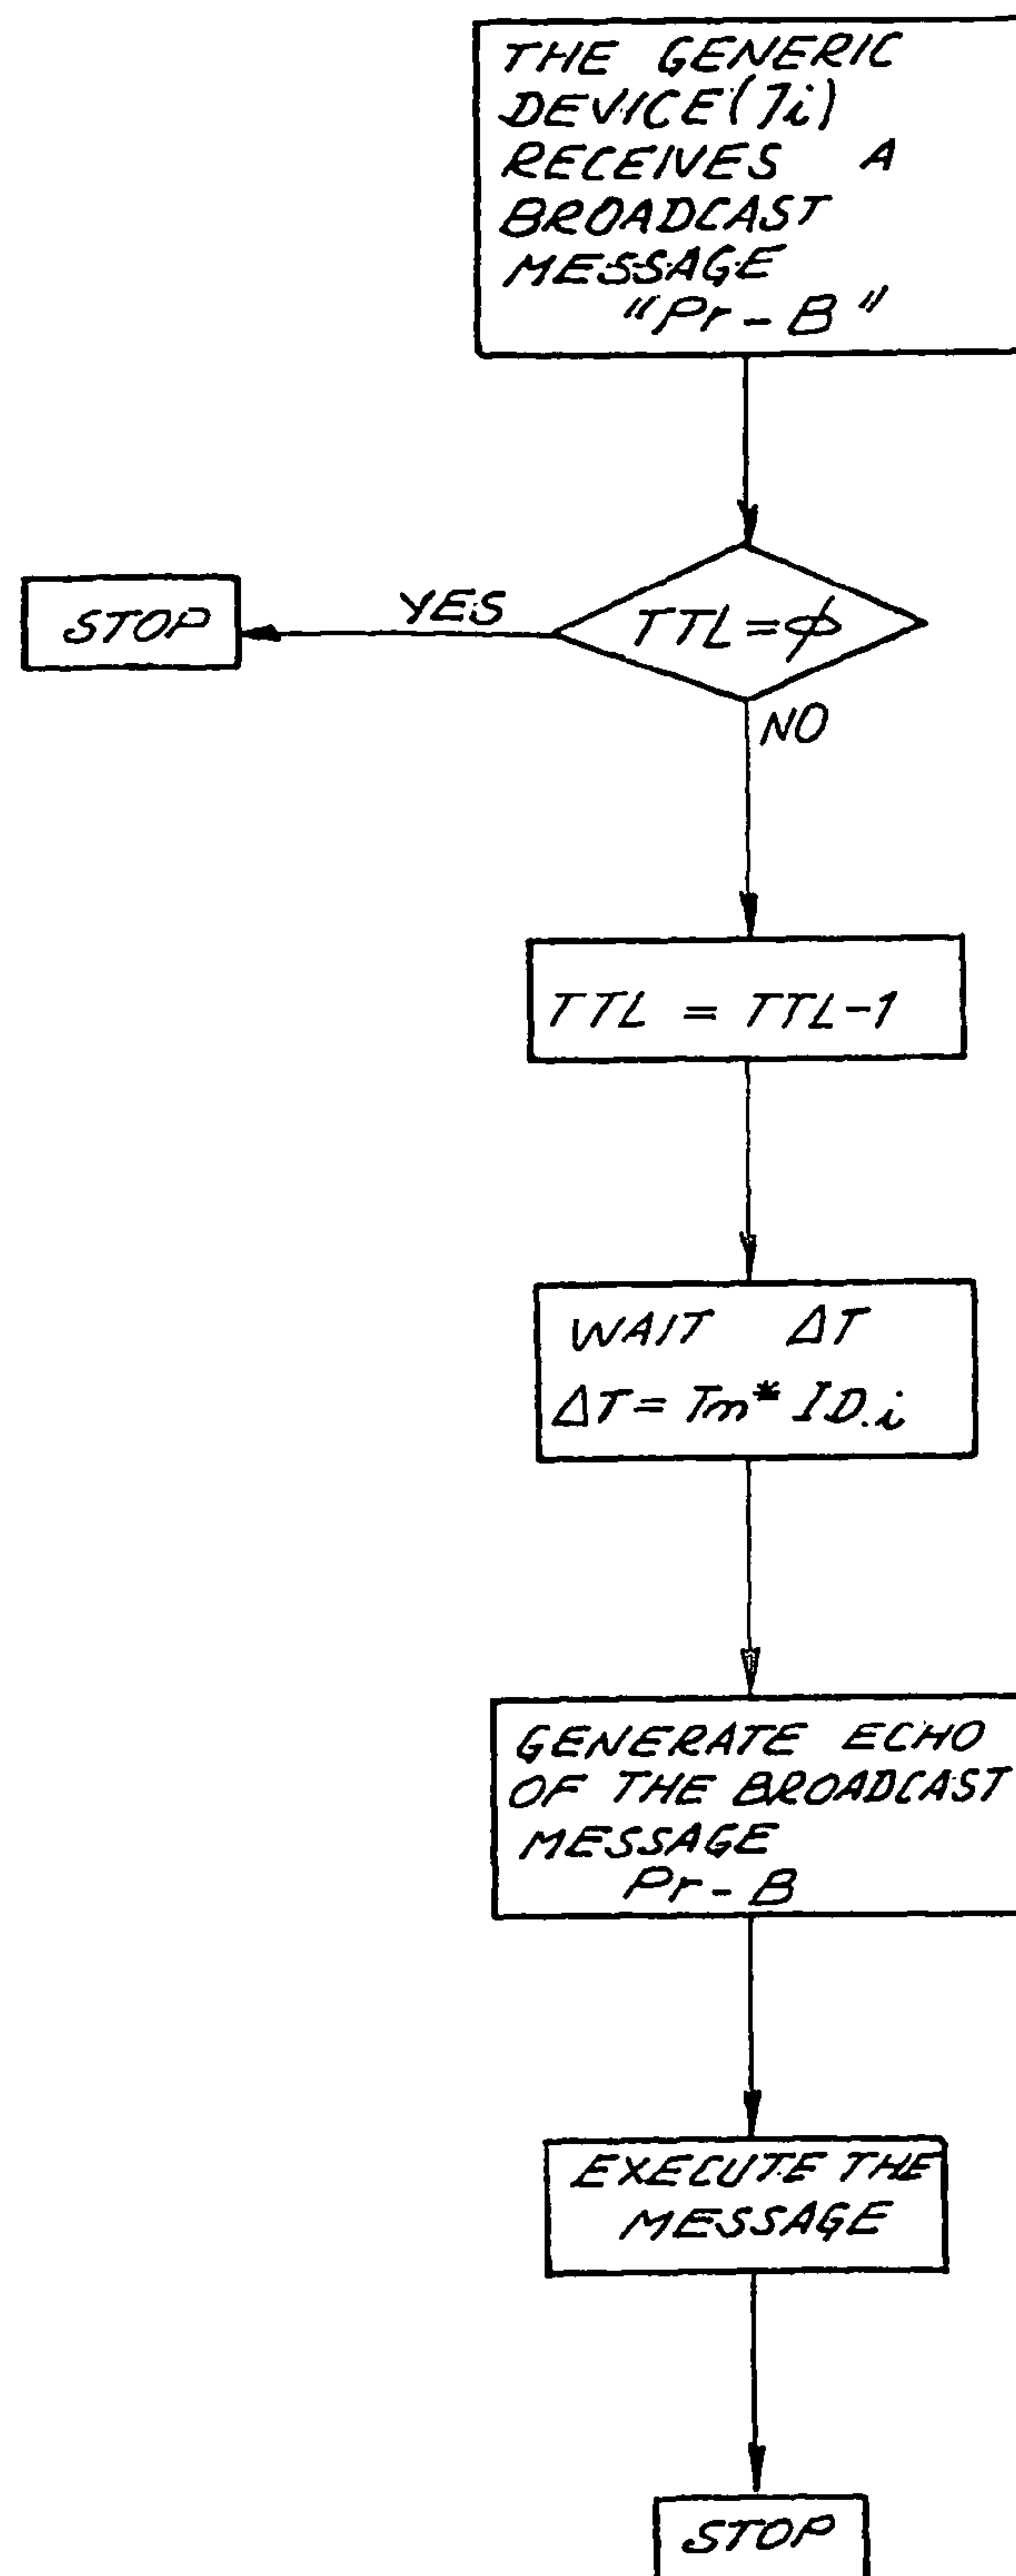 THE GENERIC
DEVICE (7i)
RECEIVES A
BROADCAST
MESSAGE
"Pr-B"
TTL=ϕ
YES
STOP
NO
TTL = TTL-1
WAIT ΔT
ΔT = Tm* ID.i
GENERATE ECHO
OF THE BROADCAST
MESSAGE
Pr-B
EXECUTE THE
MESSAGE
STOP